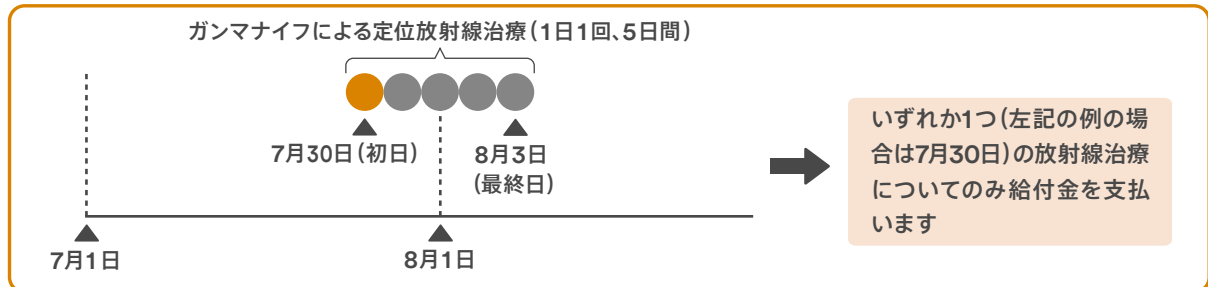 ガンマナイフによる定位放射線治療(1日1回、5日間)
7月30日(初日)
8月3日
(最終日)
7月1日
8月1日
いずれか1つ(左記の例の場
合は7月30日)の放射線治療
についてのみ給付金を支払
います